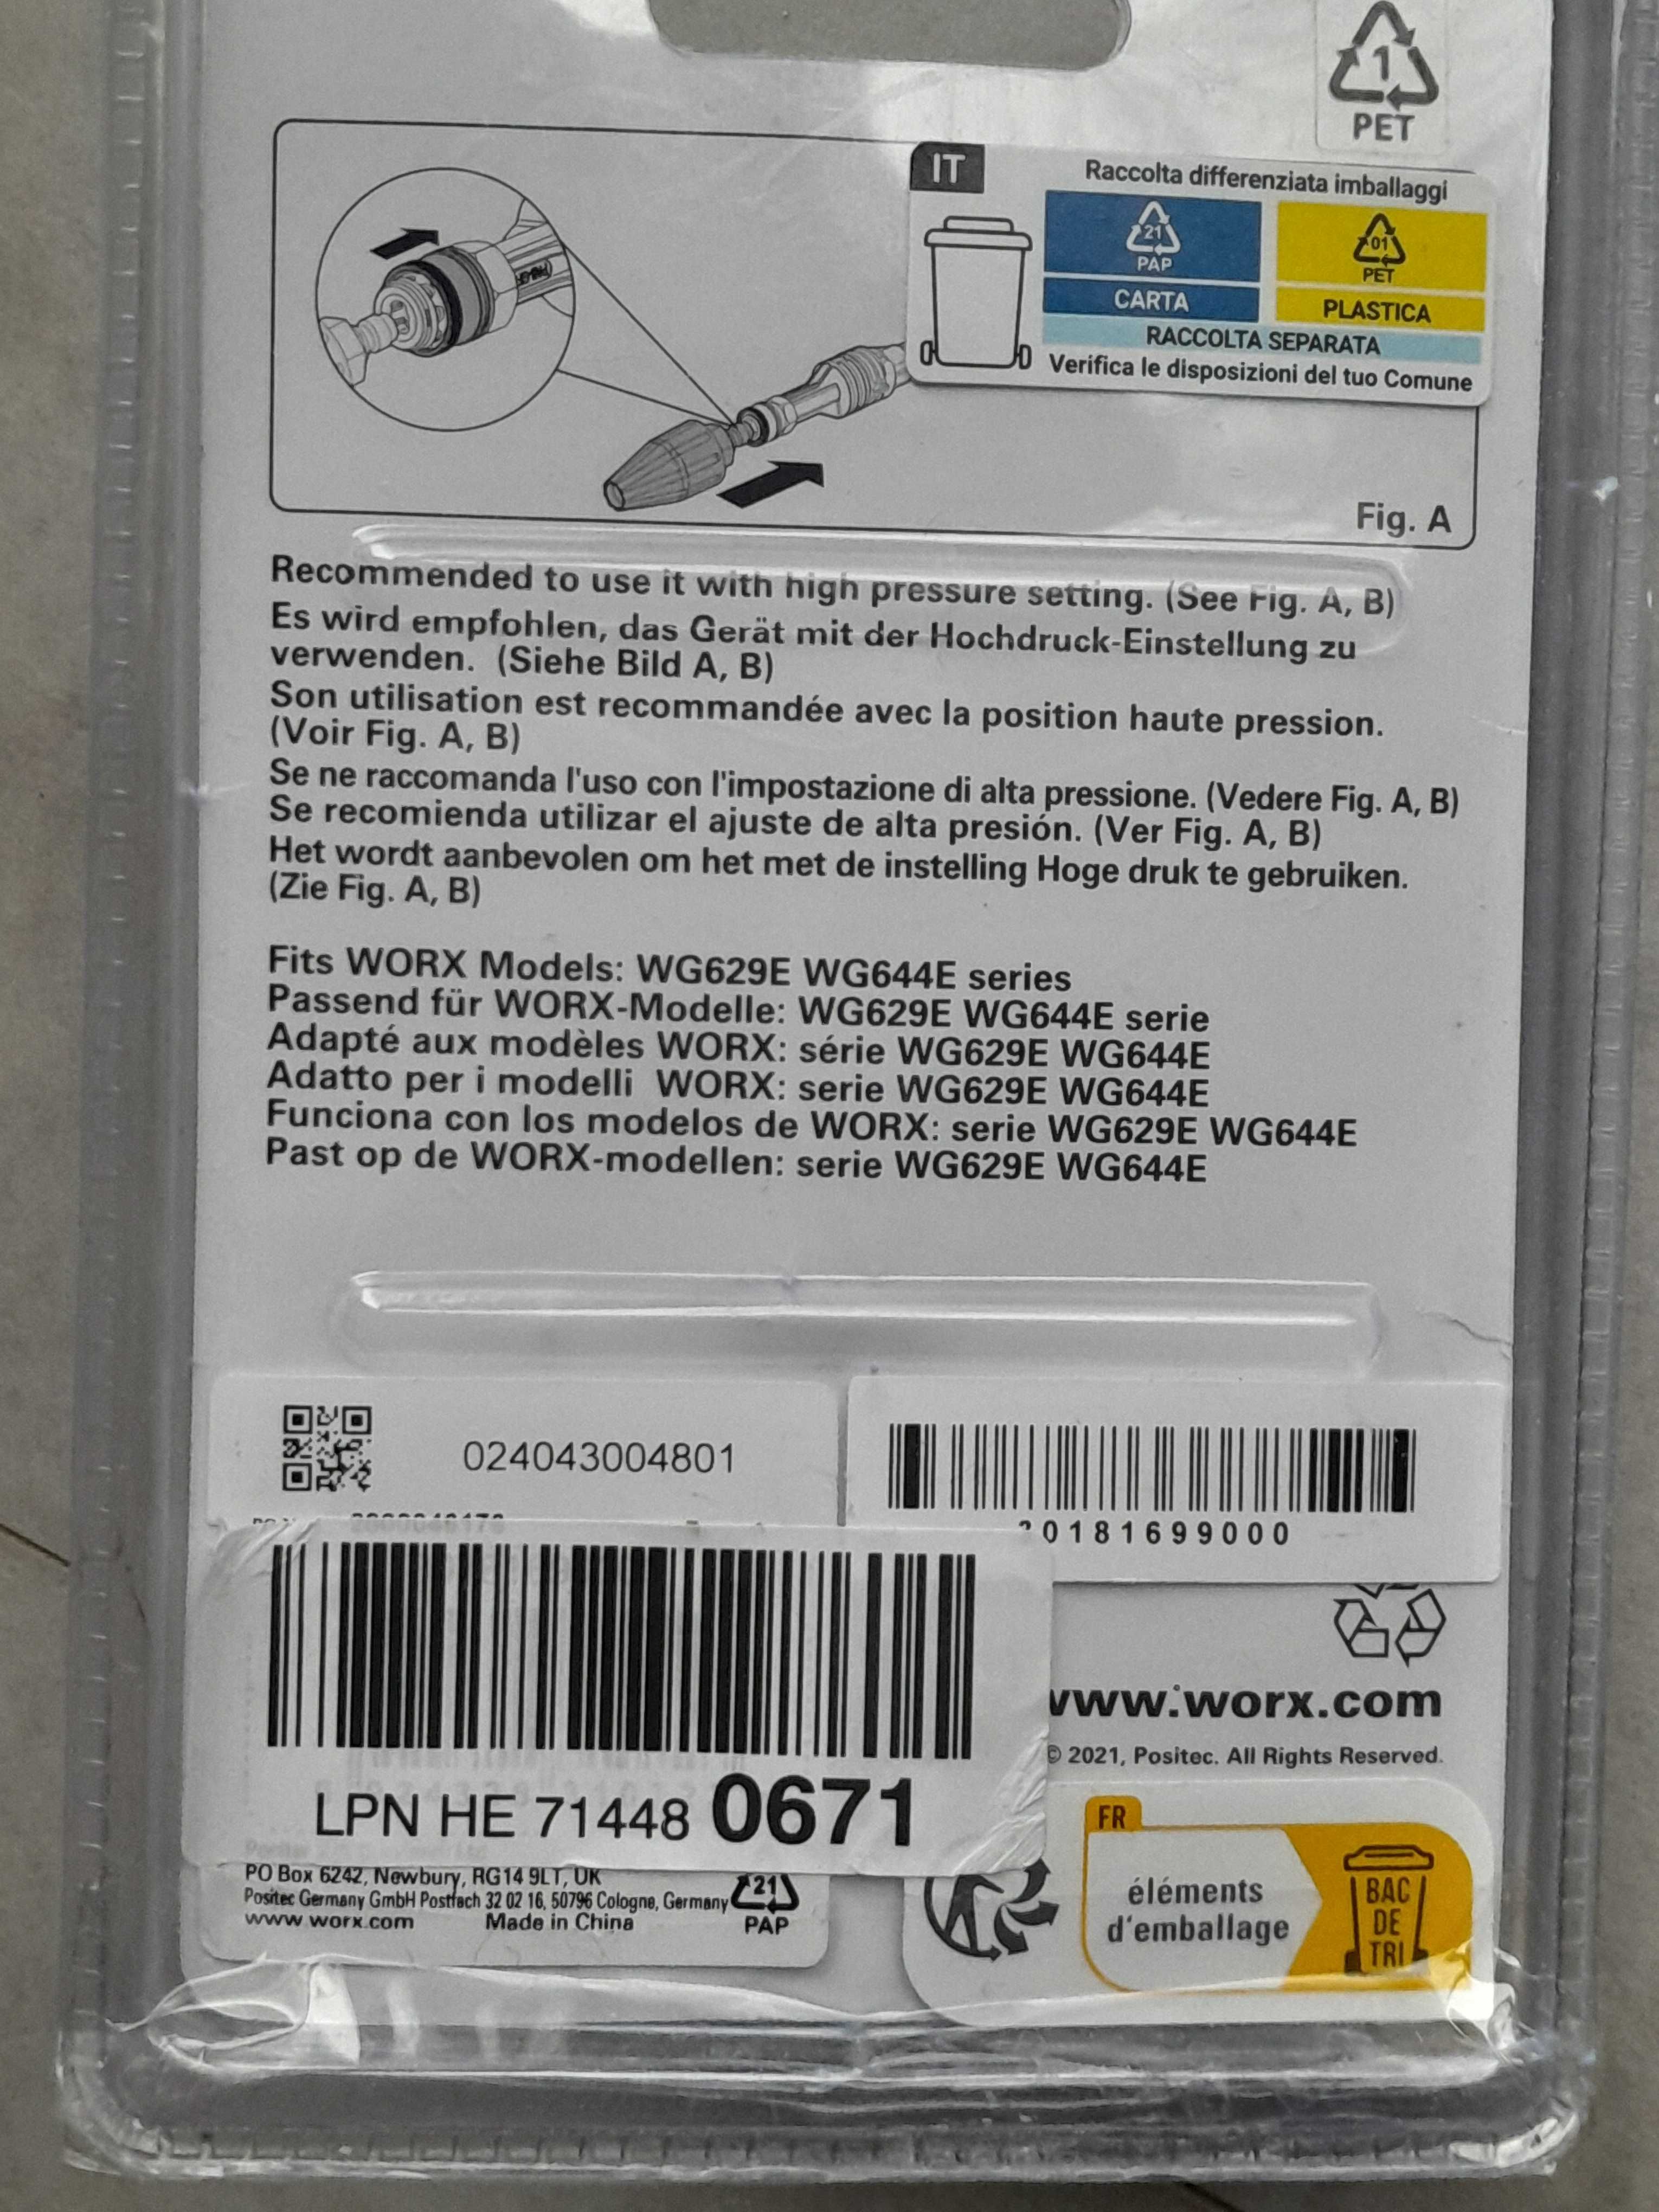 1
PET
IT
Raccolta differenziata imballaggi
21
PAP
01
PET
CARTA
PLASTICA
RACCOLTA SEPARATA
Verifica le disposizioni del tuo Comune
Fig. A
Recommended to use it with high pressure setting. (See Fig. A, B)
Es wird empfohlen, das Gerät mit der Hochdruck-Einstellung zu
verwenden. (Siehe Bild A, B)
Son utilisation est recommandée avec la position haute pression.
(Voir Fig. A, B)
Se ne raccomanda l'uso con l'impostazione di alta pressione. (Vedere Fig. A, B)
Se recomienda utilizar el ajuste de alta presión. (Ver Fig. A, B)
Het wordt aanbevolen om het met de instelling Hoge druk te gebruiken.
(Zie Fig. A, B)
Fits WORX Models: WG629E WG644E series
Passend für WORX-Modelle: WG629E WG644E serie
Adapté aux modèles WORX: série WG629E WG644E
Adatto per i modelli WORX: serie WG629E WG644E
Funciona con los modelos de WORX: serie WG629E WG644E
Past op de WORX-modellen: serie WG629E WG644E
024043004801
0181699000
LPN HE 71448 0671
www.worx.com
© 2021, Positec. All Rights Reserved.
PO Box 6242, Newbury, RG14 9LT, UK
Positec Germany GmbH Postfach 32 02 16, 50796 Cologne, Germany
www.worx.com Made in China
21
PAP
FR
éléments
d'emballage
BAC
DE
TRI